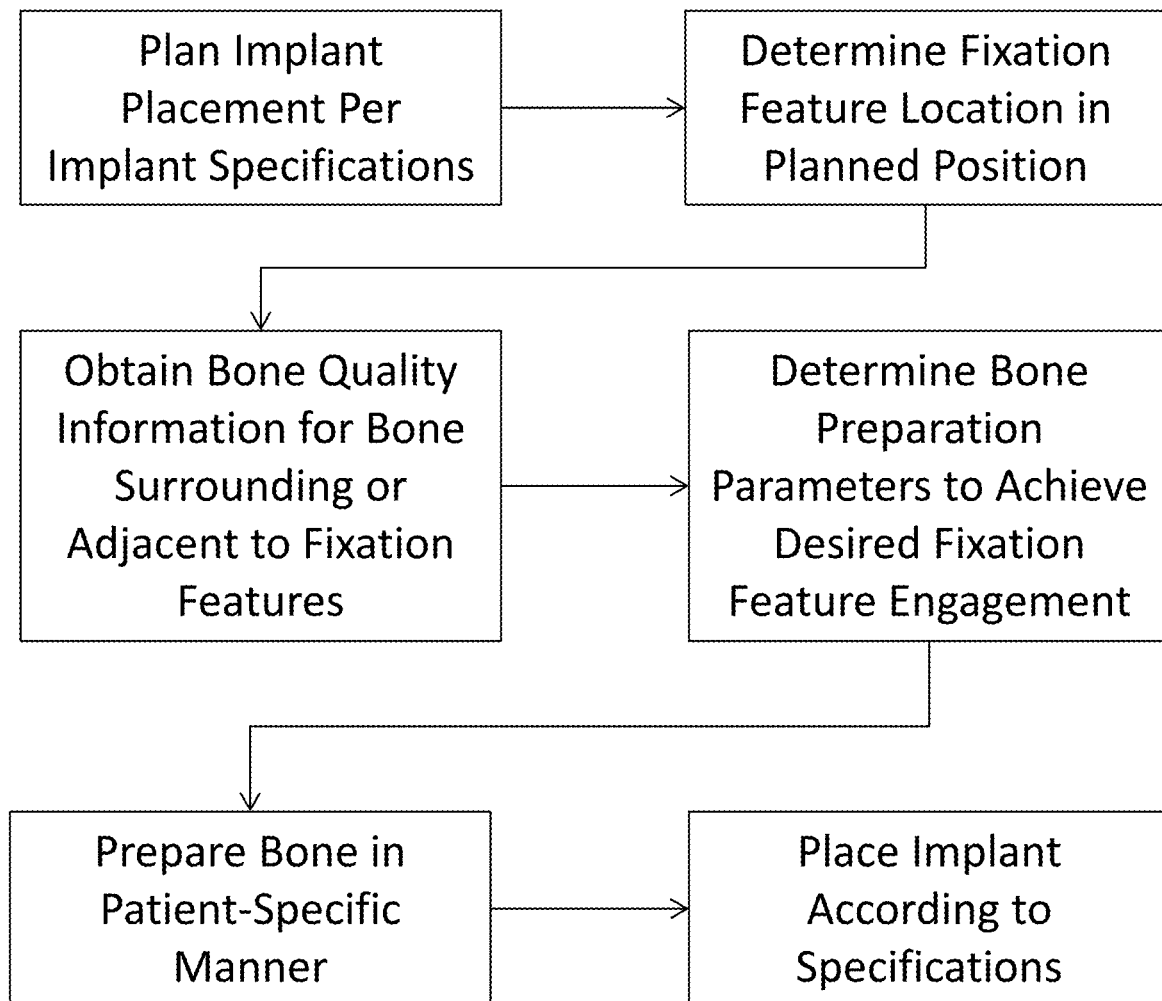 Plan Implant
Placement Per
Implant Specifications
Determine Fixation
Feature Location in
Planned Position
Obtain Bone Quality
Information for Bone
Surrounding or
Adjacent to Fixation
Features
Determine Bone
Preparation
Parameters to Achieve
Desired Fixation
Feature Engagement
Prepare Bone in
Patient-Specific
Manner
Place Implant
According to
Specifications